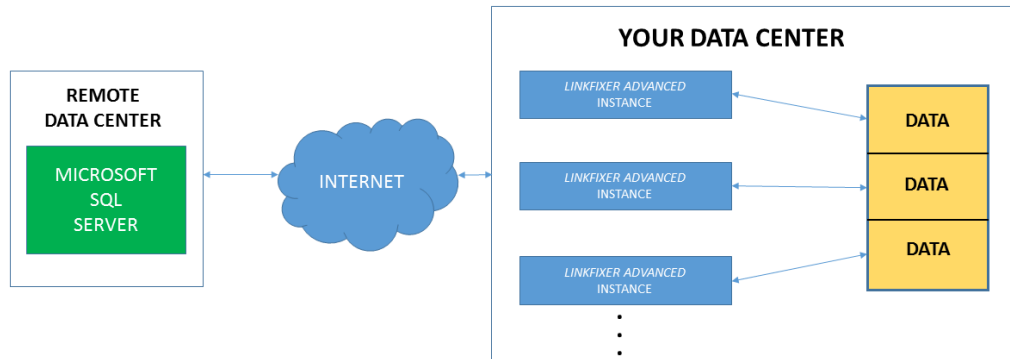 REMOTE
DATA CENTER
MICROSOFT
SQL
SERVER
INTERNET
YOUR DATA CENTER
LINKFIXER ADVANCED
INSTANCE
LINKFIXER ADVANCED
INSTANCE
LINKFIXER ADVANCED
INSTANCE
DATA
DATA
DATA